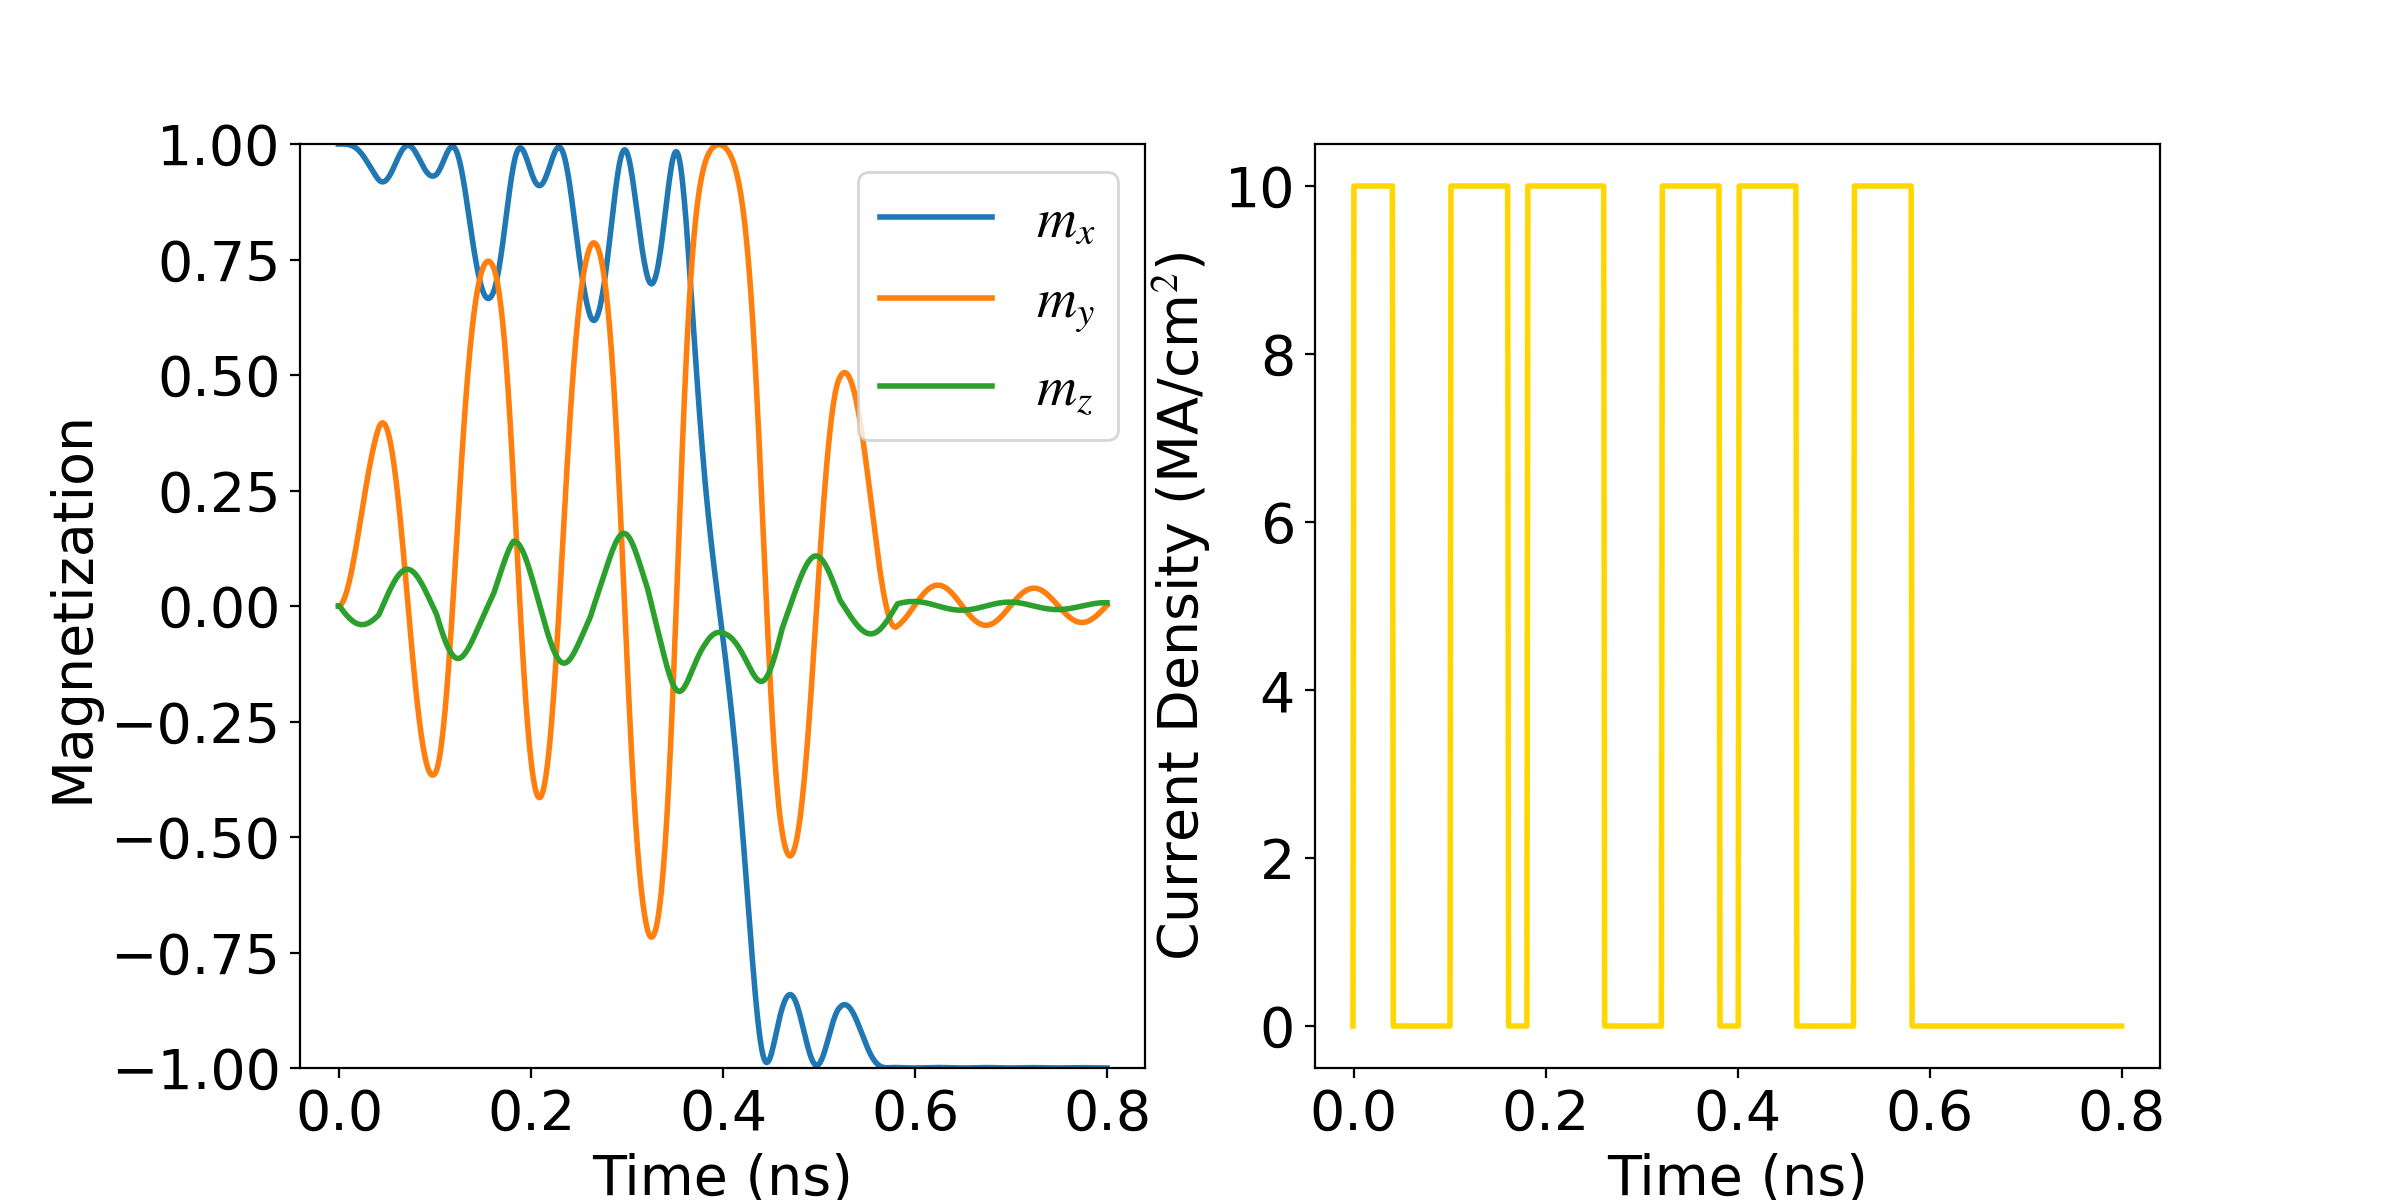 Magnetization
1.00
0.75
0.50
0.25
0.00
−0.25
−0.50
−0.75
−1.00
0.0 0.2 0.4 0.6 0.8
Time (ns)
m_x
m_y
m_z
Current Density (MA/cm²)
10
8
6
4
2
0
0.0 0.2 0.4 0.6 0.8
Time (ns)